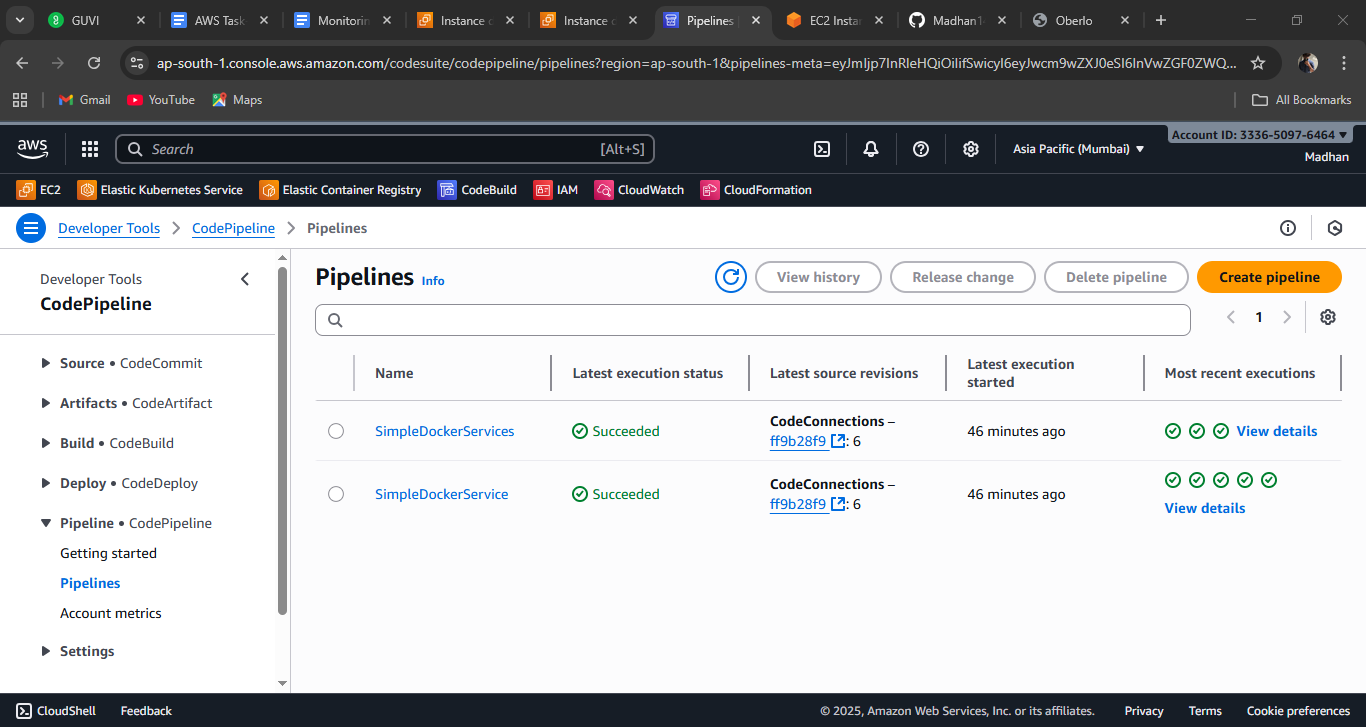 GUVI
AWS Task
Monitorin
Instance
Instance
Pipelines
EC2 Insta
Madhan1
Oberlo
ap-south-1.console.aws.amazon.com/codesuite/codepipeline/pipelines?region=ap-south-1&pipelines-meta=eyJmIjp7InRleHQiOiIifSwicyI6eyJwcm9wZXJ0eSI6InVwZGF0ZWQ...
Gmail
YouTube
Maps
All Bookmarks
aws
Search
[Alt+S]
Asia Pacific (Mumbai)
Account ID: 3336-5097-6464
Madhan
EC2
Elastic Kubernetes Service
Elastic Container Registry
CodeBuild
IAM
CloudWatch
CloudFormation
Developer Tools
CodePipeline
Pipelines
Developer Tools
CodePipeline
Source • CodeCommit
Artifacts • CodeArtifact
Build • CodeBuild
Deploy • CodeDeploy
Pipeline • CodePipeline
Getting started
Pipelines
Account metrics
Settings
Pipelines Info
View history
Release change
Delete pipeline
Create pipeline
1
Name
Latest execution status
Latest source revisions
Latest execution
started
Most recent executions
SimpleDockerServices
Succeeded
CodeConnections –
ff9b28f9 : 6
46 minutes ago
View details
SimpleDockerService
Succeeded
CodeConnections –
ff9b28f9 : 6
46 minutes ago
View details
CloudShell
Feedback
© 2025, Amazon Web Services, Inc. or its affiliates.
Privacy
Terms
Cookie preferences